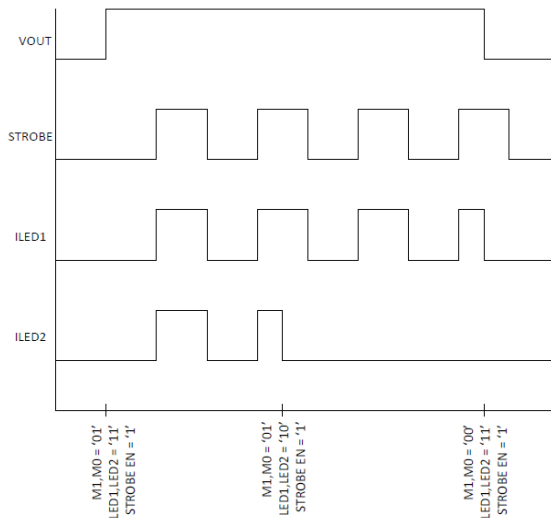 VOUT
STROBE
ILED1
ILED2
M1,M0 = ‘01’
LED1,LED2 = ‘11’
STROBE EN = ‘1’
M1,M0 = ‘01’
LED1,LED2 = ‘10’
STROBE EN = ‘1’
M1,M0 = ‘00’
LED1,LED2 = ‘11’
STROBE EN = ‘1’